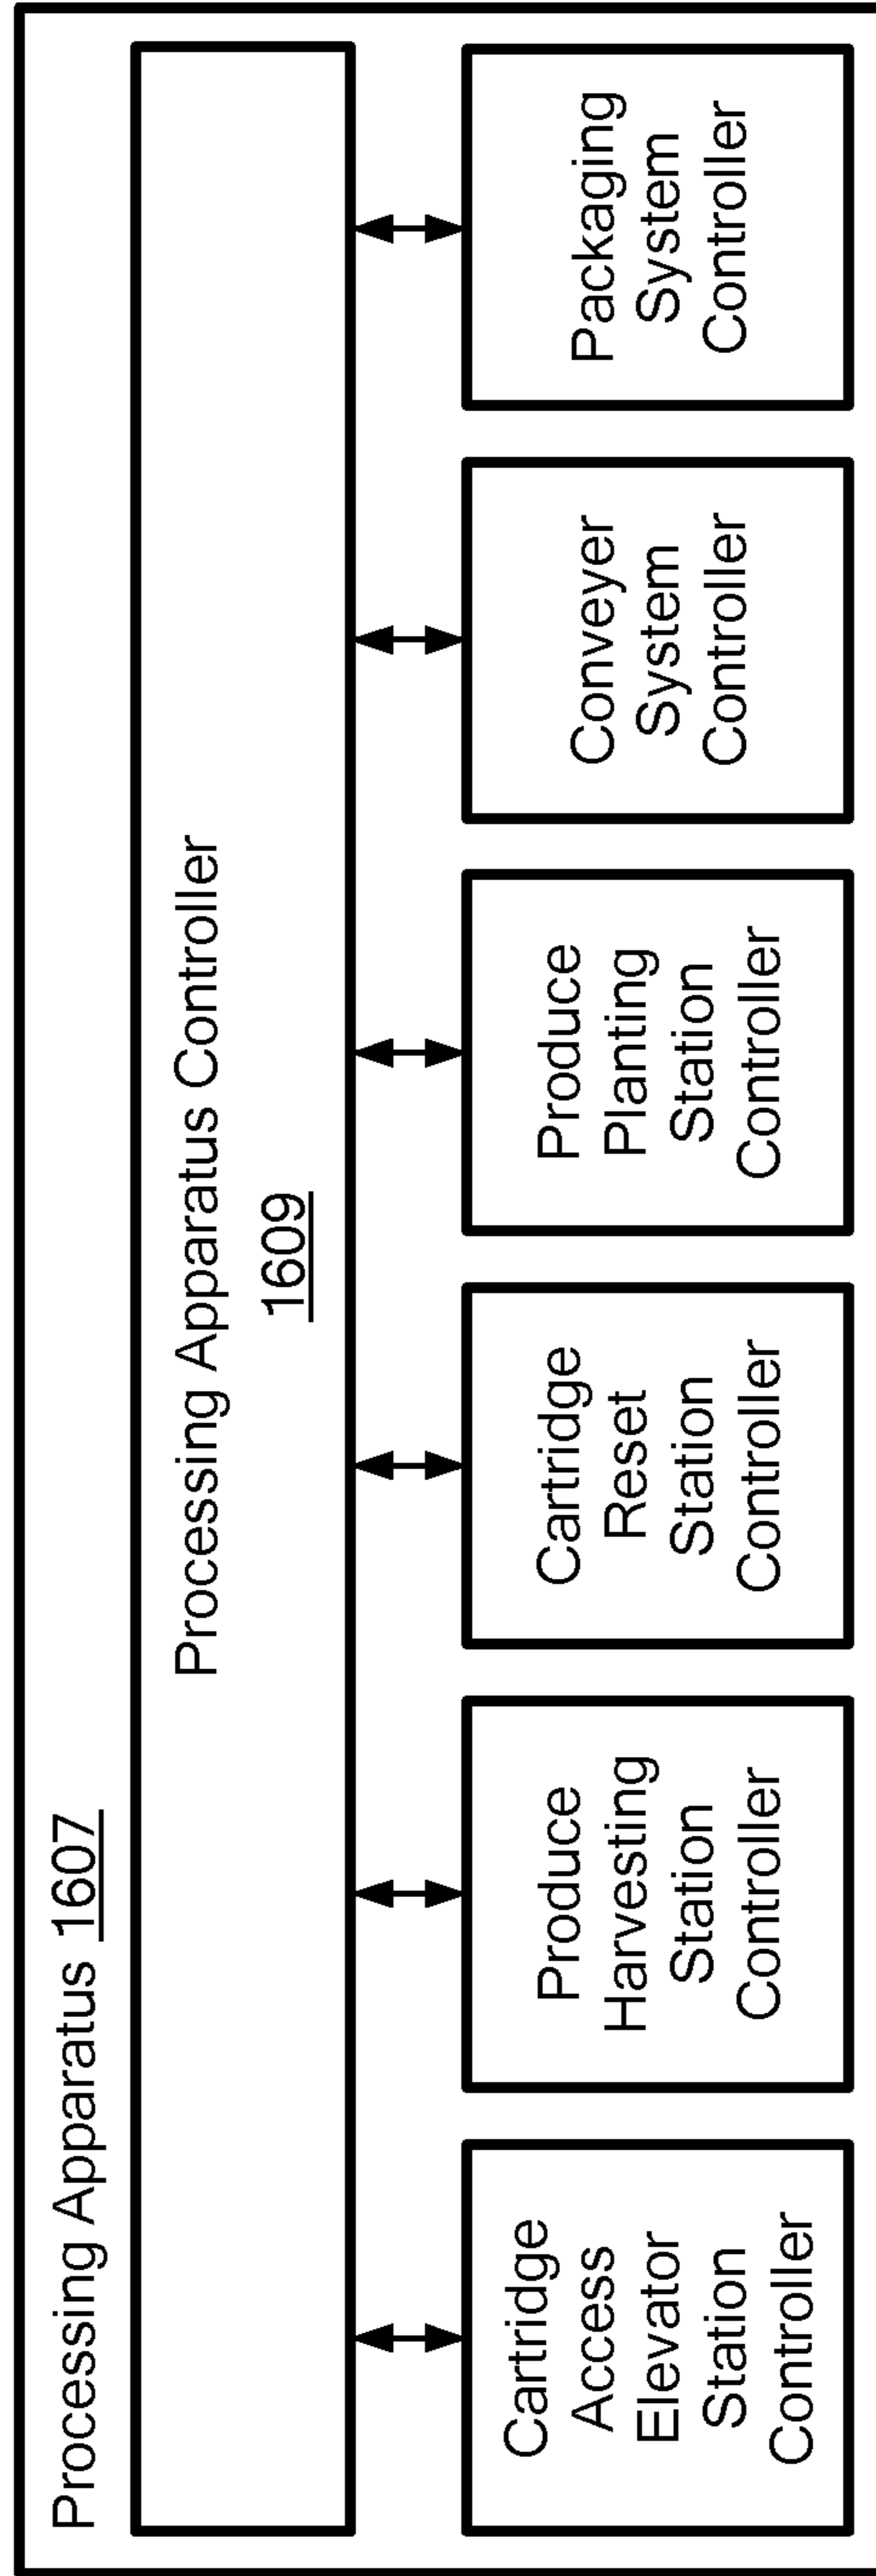 Processing Apparatus 1607
Processing Apparatus Controller
1609
Cartridge
Access
Elevator
Station
Controller
Produce
Harvesting
Station
Controller
Cartridge
Reset
Station
Controller
Produce
Planting
Station
Controller
Conveyer
System
Controller
Packaging
System
Controller